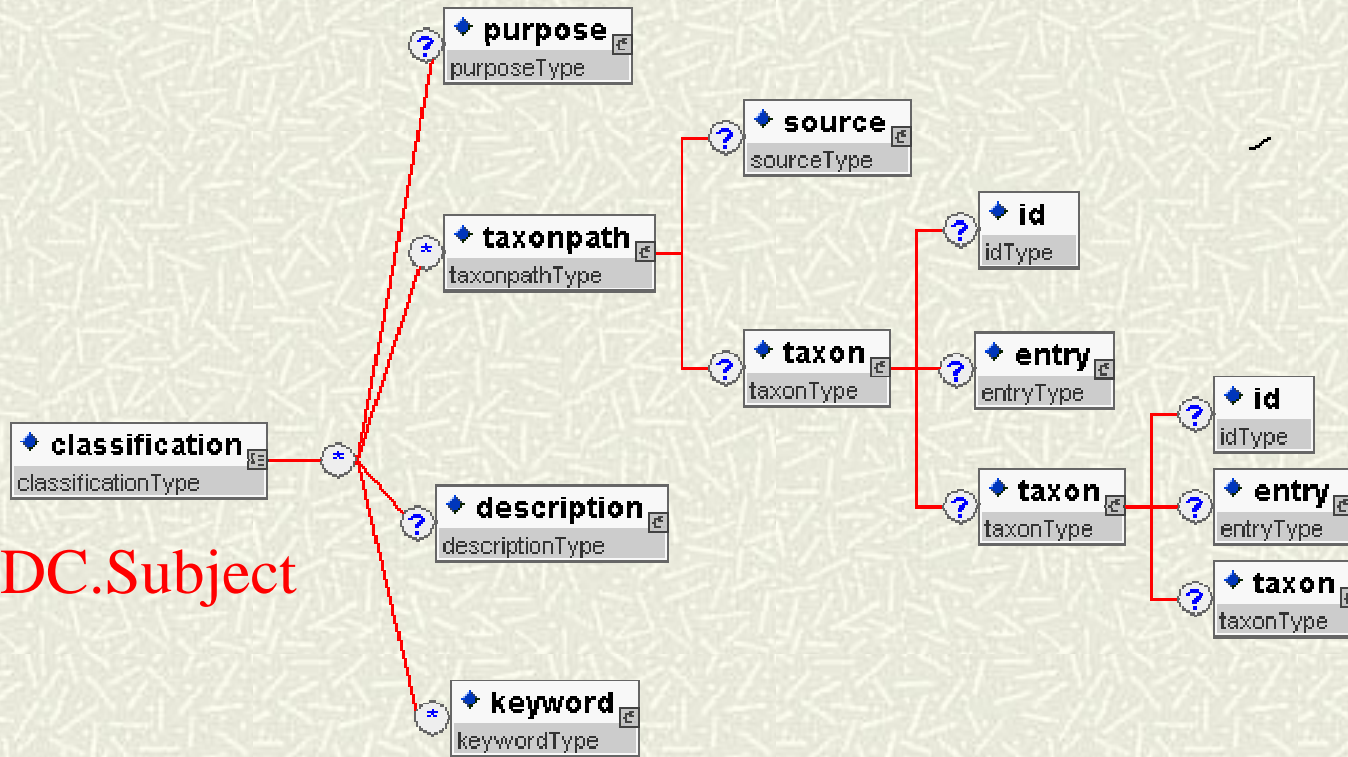 ?
purpose
purposeType
?
source
sourceType
*
taxonpath
taxonpathType
?
id
idType
?
taxon
taxonType
?
entry
entryType
?
id
idType
classification
classificationType
*
?
taxon
taxonType
?
entry
entryType
?
description
descriptionType
?
taxon
taxonType
DC.Subject
*
keyword
keywordType